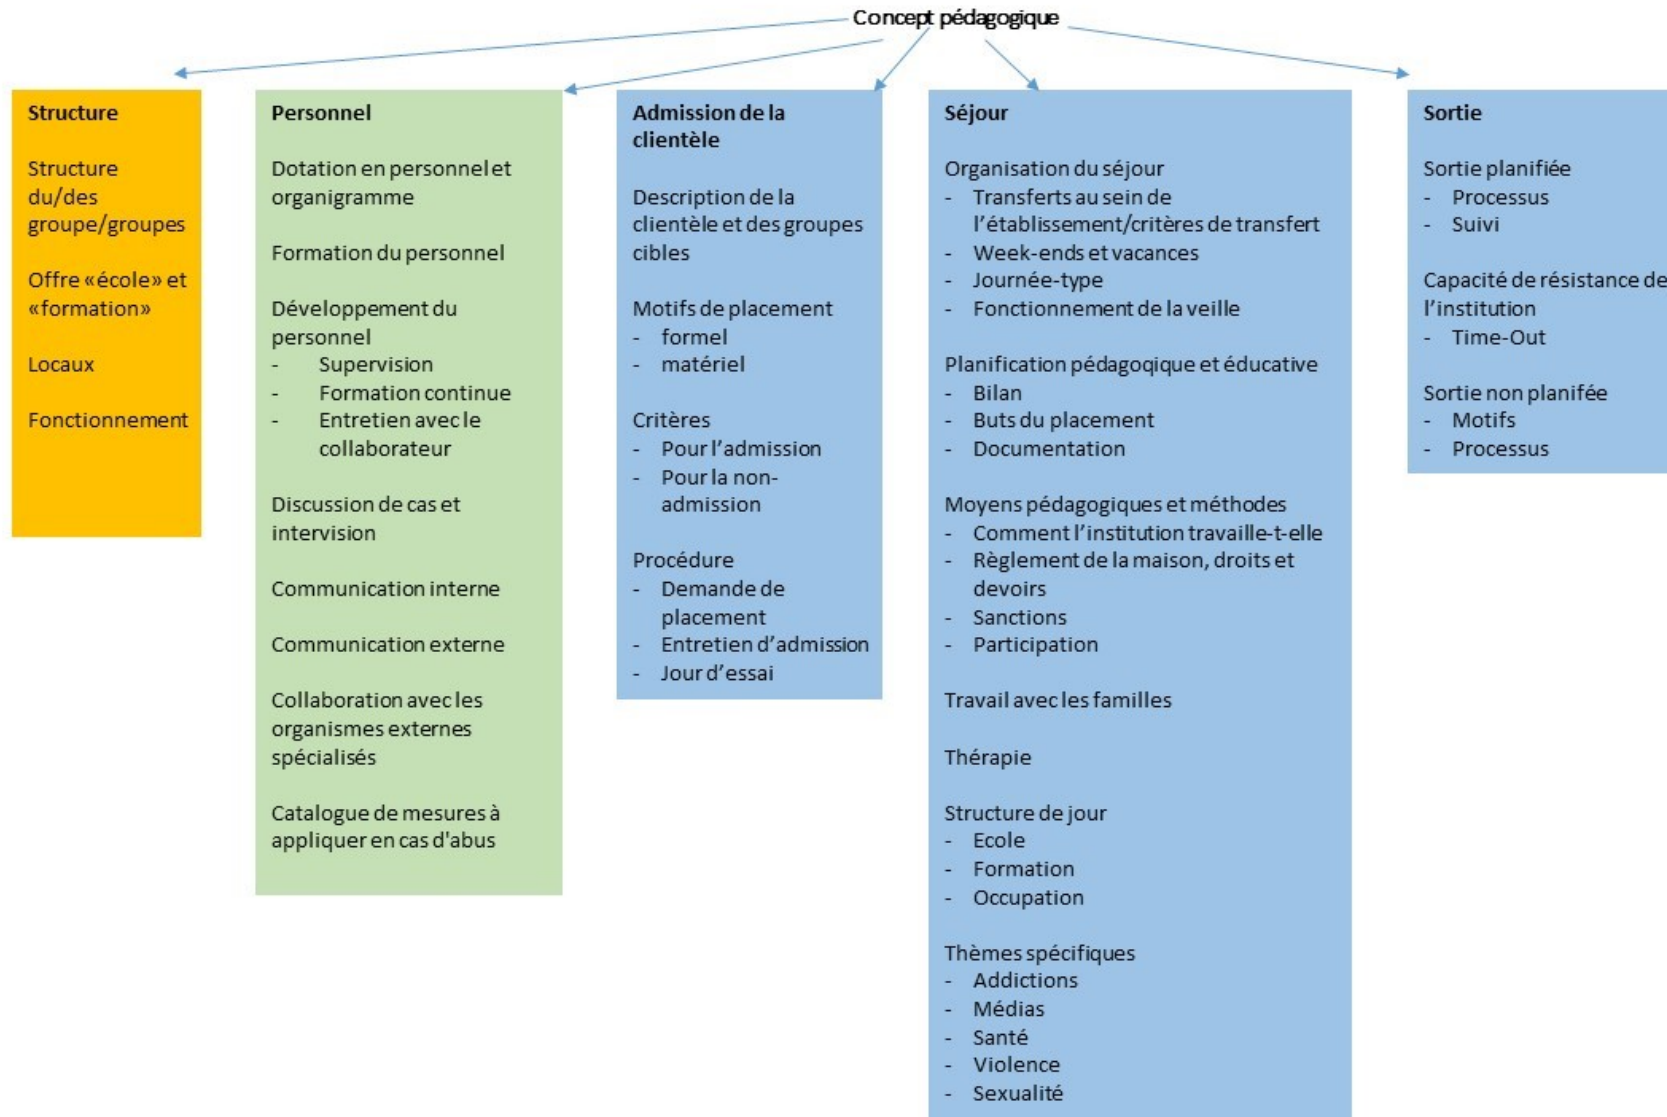 Concept pédagogique
Structure
Structure
du/des
groupe/groupes
Offre «école» et
«formation»
Locaux
Fonctionnement
Personnel
Dotation en personnel et
organigramme
Formation du personnel
Développement du
personnel
- Supervision
- Formation continue
- Entretien avec le
collaborateur
Discussion de cas et
intervision
Communication interne
Communication externe
Collaboration avec les
organismes externes
spécialisés
Catalogue de mesures à
appliquer en cas d'abus
Admission de la
clientèle
Description de la
clientèle et des groupes
cibles
Motifs de placement
- formel
- matériel
Critères
- Pour l'admission
- Pour la non-
admission
Procédure
- Demande de
placement
- Entretien d'admission
- Jour d'essai
Séjour
Organisation du séjour
- Transferts au sein de
l'établissement/critères de transfert
- Week-ends et vacances
- Journée-type
- Fonctionnement de la veille
Planification pédagoqique et éducative
- Bilan
- Buts du placement
- Documentation
Moyens pédagogiques et méthodes
- Comment l'institution travaille-t-elle
- Règlement de la maison, droits et
devoirs
- Sanctions
- Participation
Travail avec les familles
Thérapie
Structure de jour
- Ecole
- Formation
- Occupation
Thèmes spécifiques
- Addictions
- Médias
- Santé
- Violence
- Sexualité
Sortie
Sortie planifiée
- Processus
- Suivi
Capacité de résistance de
l'institution
- Time-Out
Sortie non planifée
- Motifs
- Processus